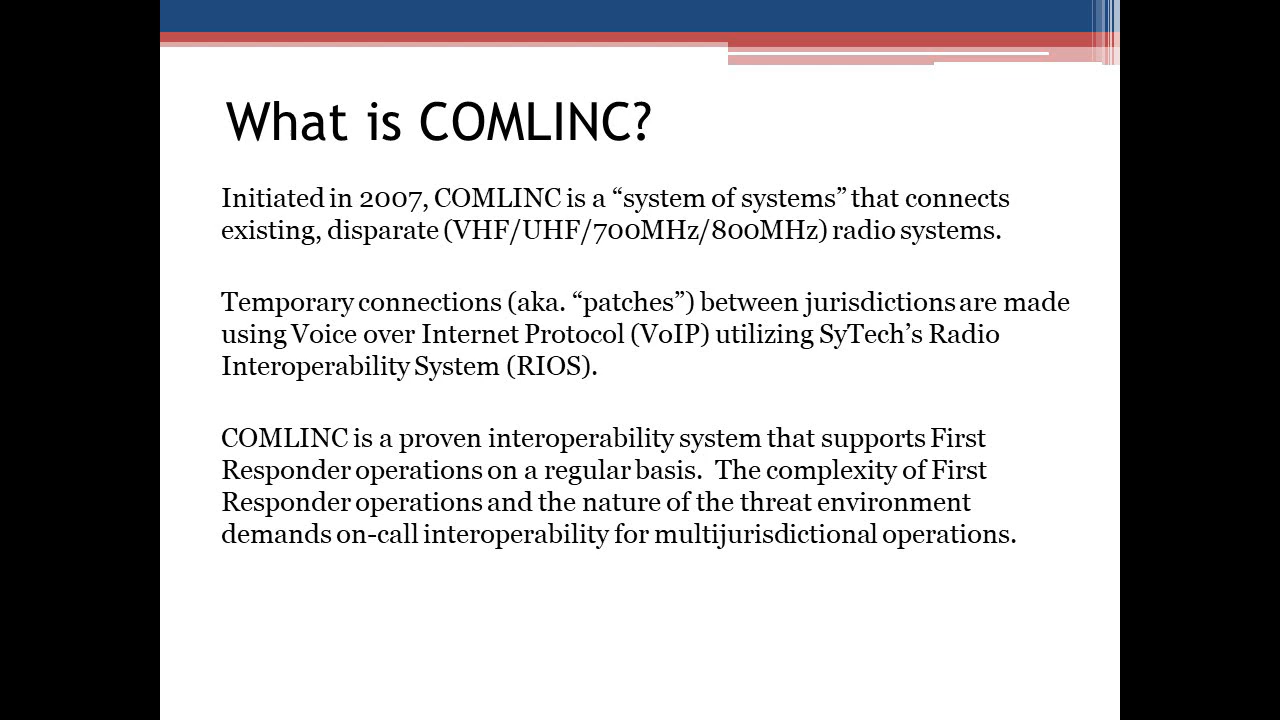 What is COMLINC?
Initiated in 2007, COMLINC is a “system of systems” that connects
existing, disparate (VHF/UHF/700MHz/800MHz) radio systems.
Temporary connections (aka. “patches”) between jurisdictions are made
using Voice over Internet Protocol (VoIP) utilizing SyTech’s Radio
Interoperability System (RIOS).
COMLINC is a proven interoperability system that supports First
Responder operations on a regular basis.  The complexity of First
Responder operations and the nature of the threat environment
demands on-call interoperability for multijurisdictional operations.